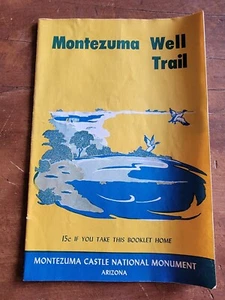 Montezuma Well
Trail
15c IF YOU TAKE THIS BOOKLET HOME
MONTEZUMA CASTLE NATIONAL MONUMENT
ARIZONA